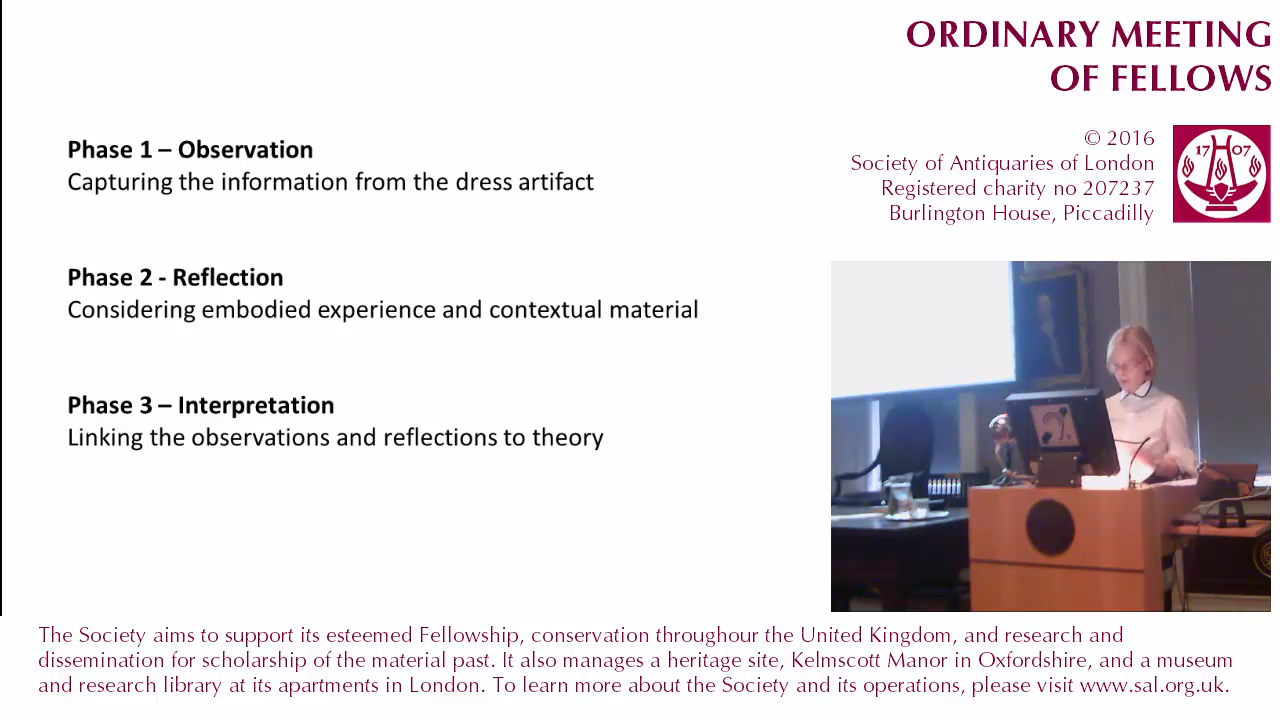 ORDINARY MEETING
OF FELLOWS
Phase 1 – Observation
Capturing the information from the dress artifact
Phase 2 - Reflection
Considering embodied experience and contextual material
Phase 3 – Interpretation
Linking the observations and reflections to theory
© 2016
Society of Antiquaries of London
Registered charity no 207237
Burlington House, Piccadilly
17 07
The Society aims to support its esteemed Fellowship, conservation throughour the United Kingdom, and research and
dissemination for scholarship of the material past. It also manages a heritage site, Kelmscott Manor in Oxfordshire, and a museum
and research library at its apartments in London. To learn more about the Society and its operations, please visit www.sal.org.uk.